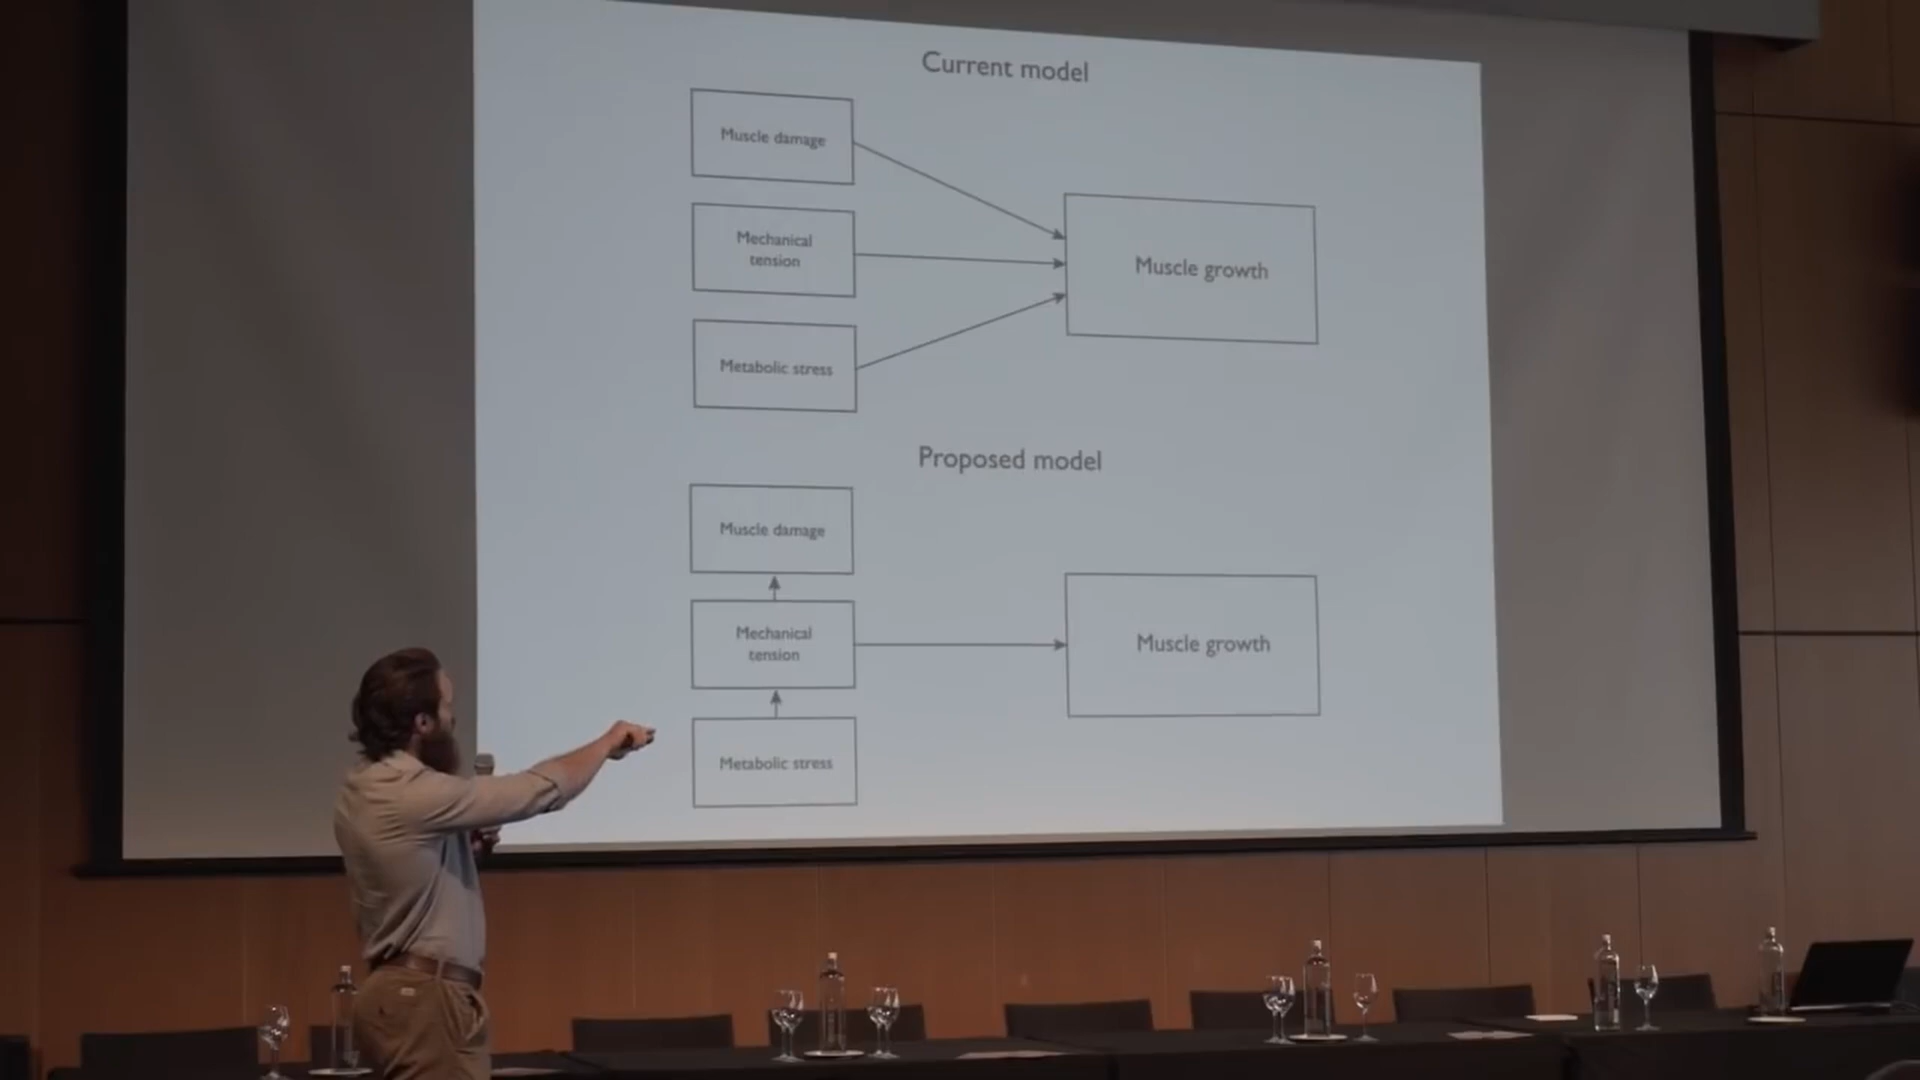 Current model
Muscle damage
Mechanical
tension
Metabolic stress
Muscle growth
Proposed model
Muscle damage
Mechanical
tension
Metabolic stress
Muscle growth